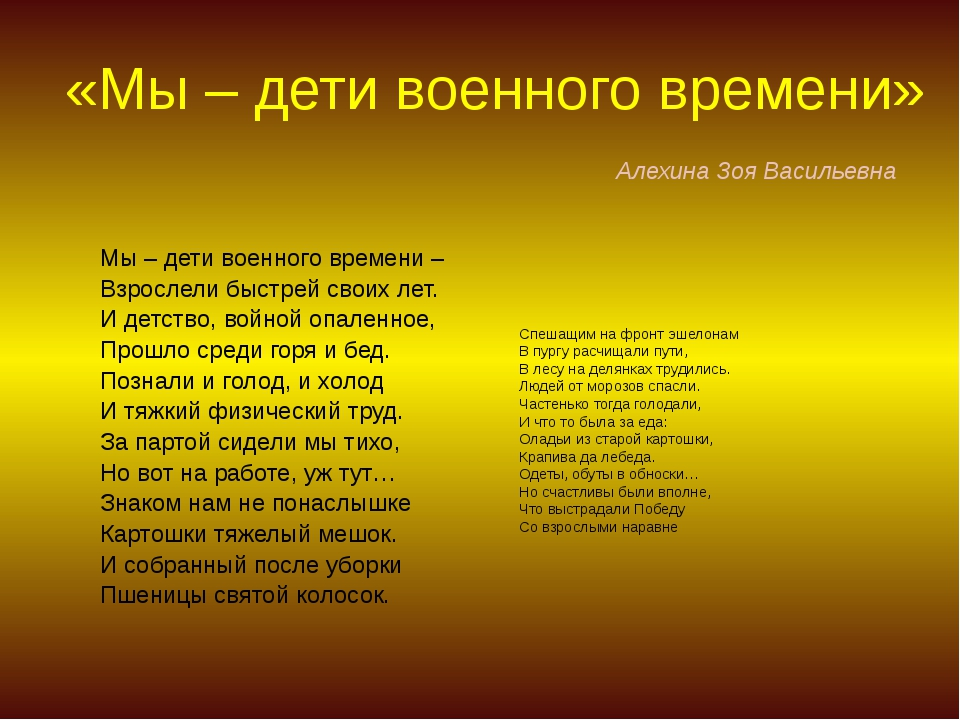 «Мы – дети военного времени»
Алехина Зоя Васильевна
Мы – дети военного времени –
Взрослели быстрей своих лет.
И детство, войной опаленное,
Прошло среди горя и бед.
Познали и голод, и холод
И тяжкий физический труд.
За партой сидели мы тихо,
Но вот на работе, уж тут…
Знаком нам не понаслышке
Картошки тяжелый мешок.
И собранный после уборки
Пшеницы святой колосок.
Спешащим на фронт эшелонам
В пургу расчищали пути,
В лесу на делянках трудились.
Людей от морозов спасли.
Частенько тогда голодали,
И что то была за еда:
Оладьи из старой картошки,
Крапива да лебеда.
Одеты, обуты в обноски…
Но счастливы были вполне,
Что выстрадали Победу
Со взрослыми наравне